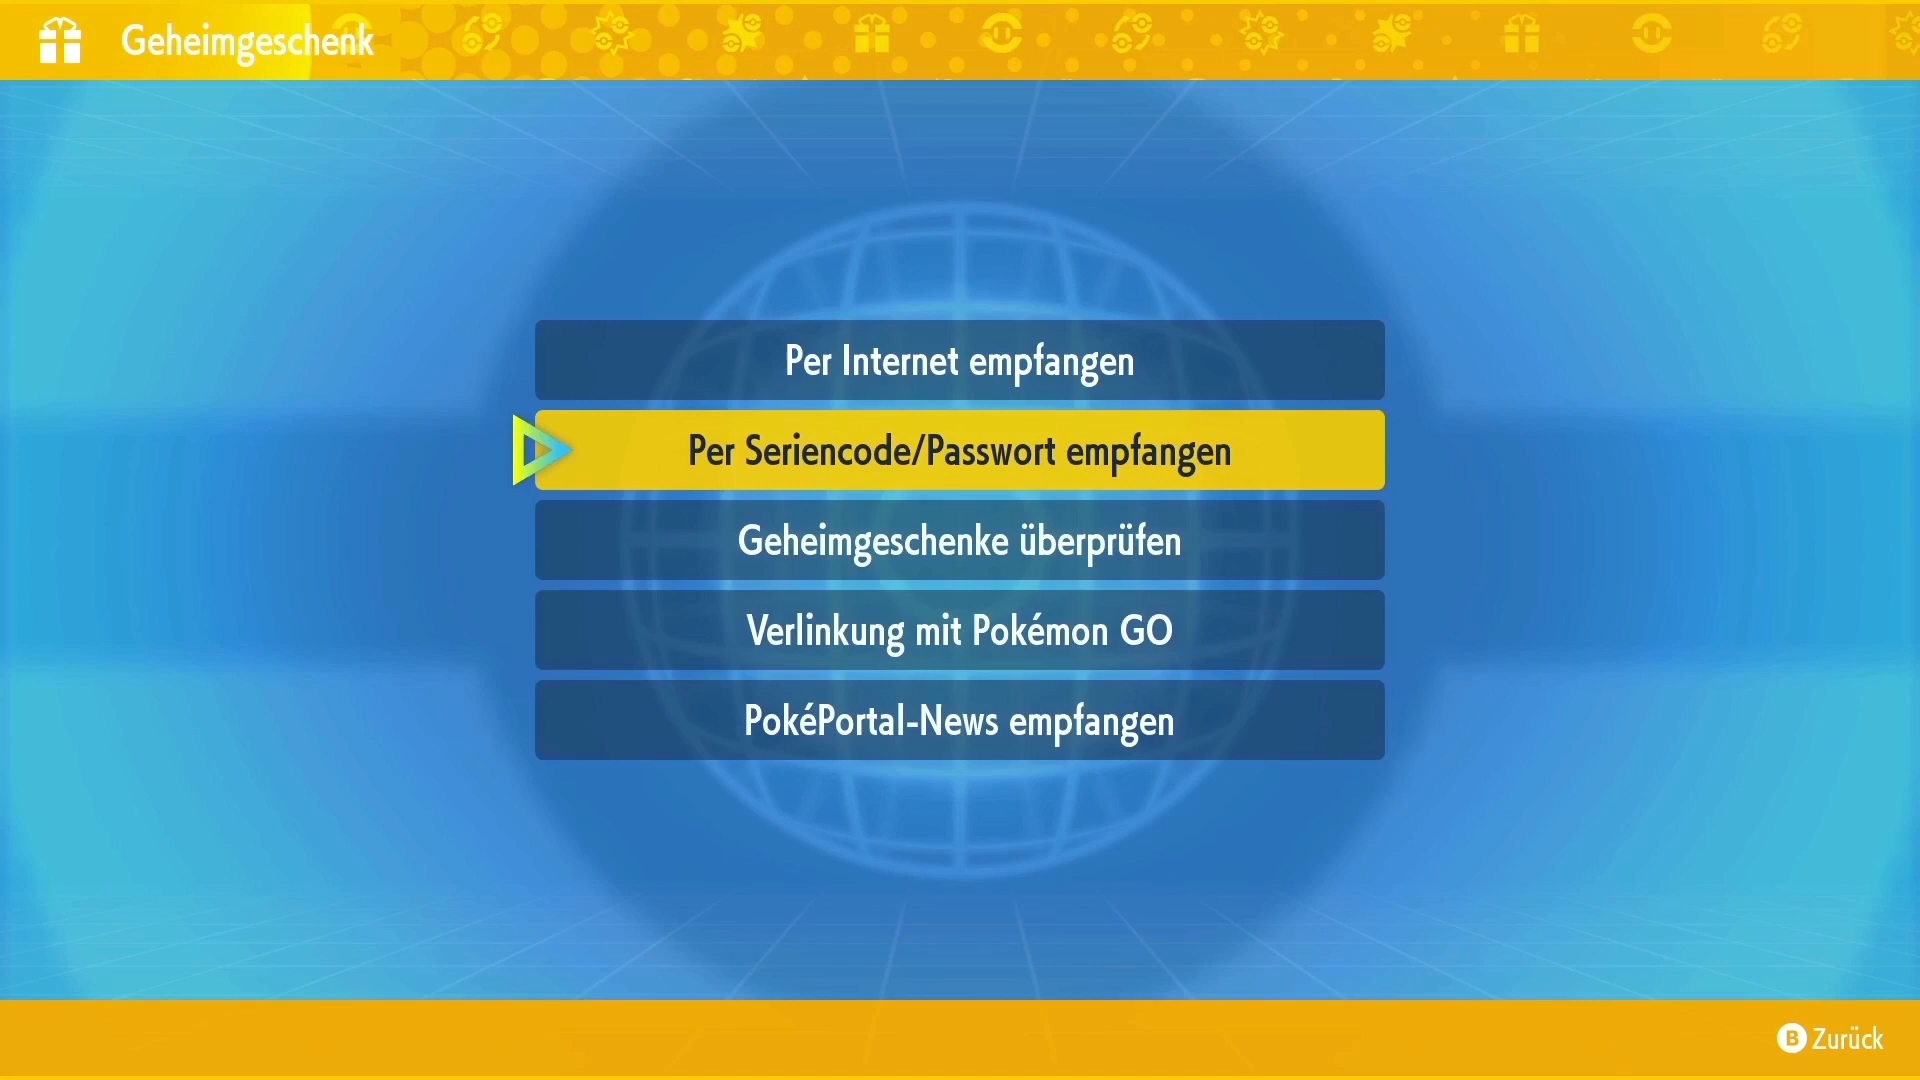 Geheimgeschenk
Per Internet empfangen
Per Seriencode/Passwort empfangen
Geheimgeschenke überprüfen
Verlinkung mit Pokémon GO
PokéPortal-News empfangen
B Zurück